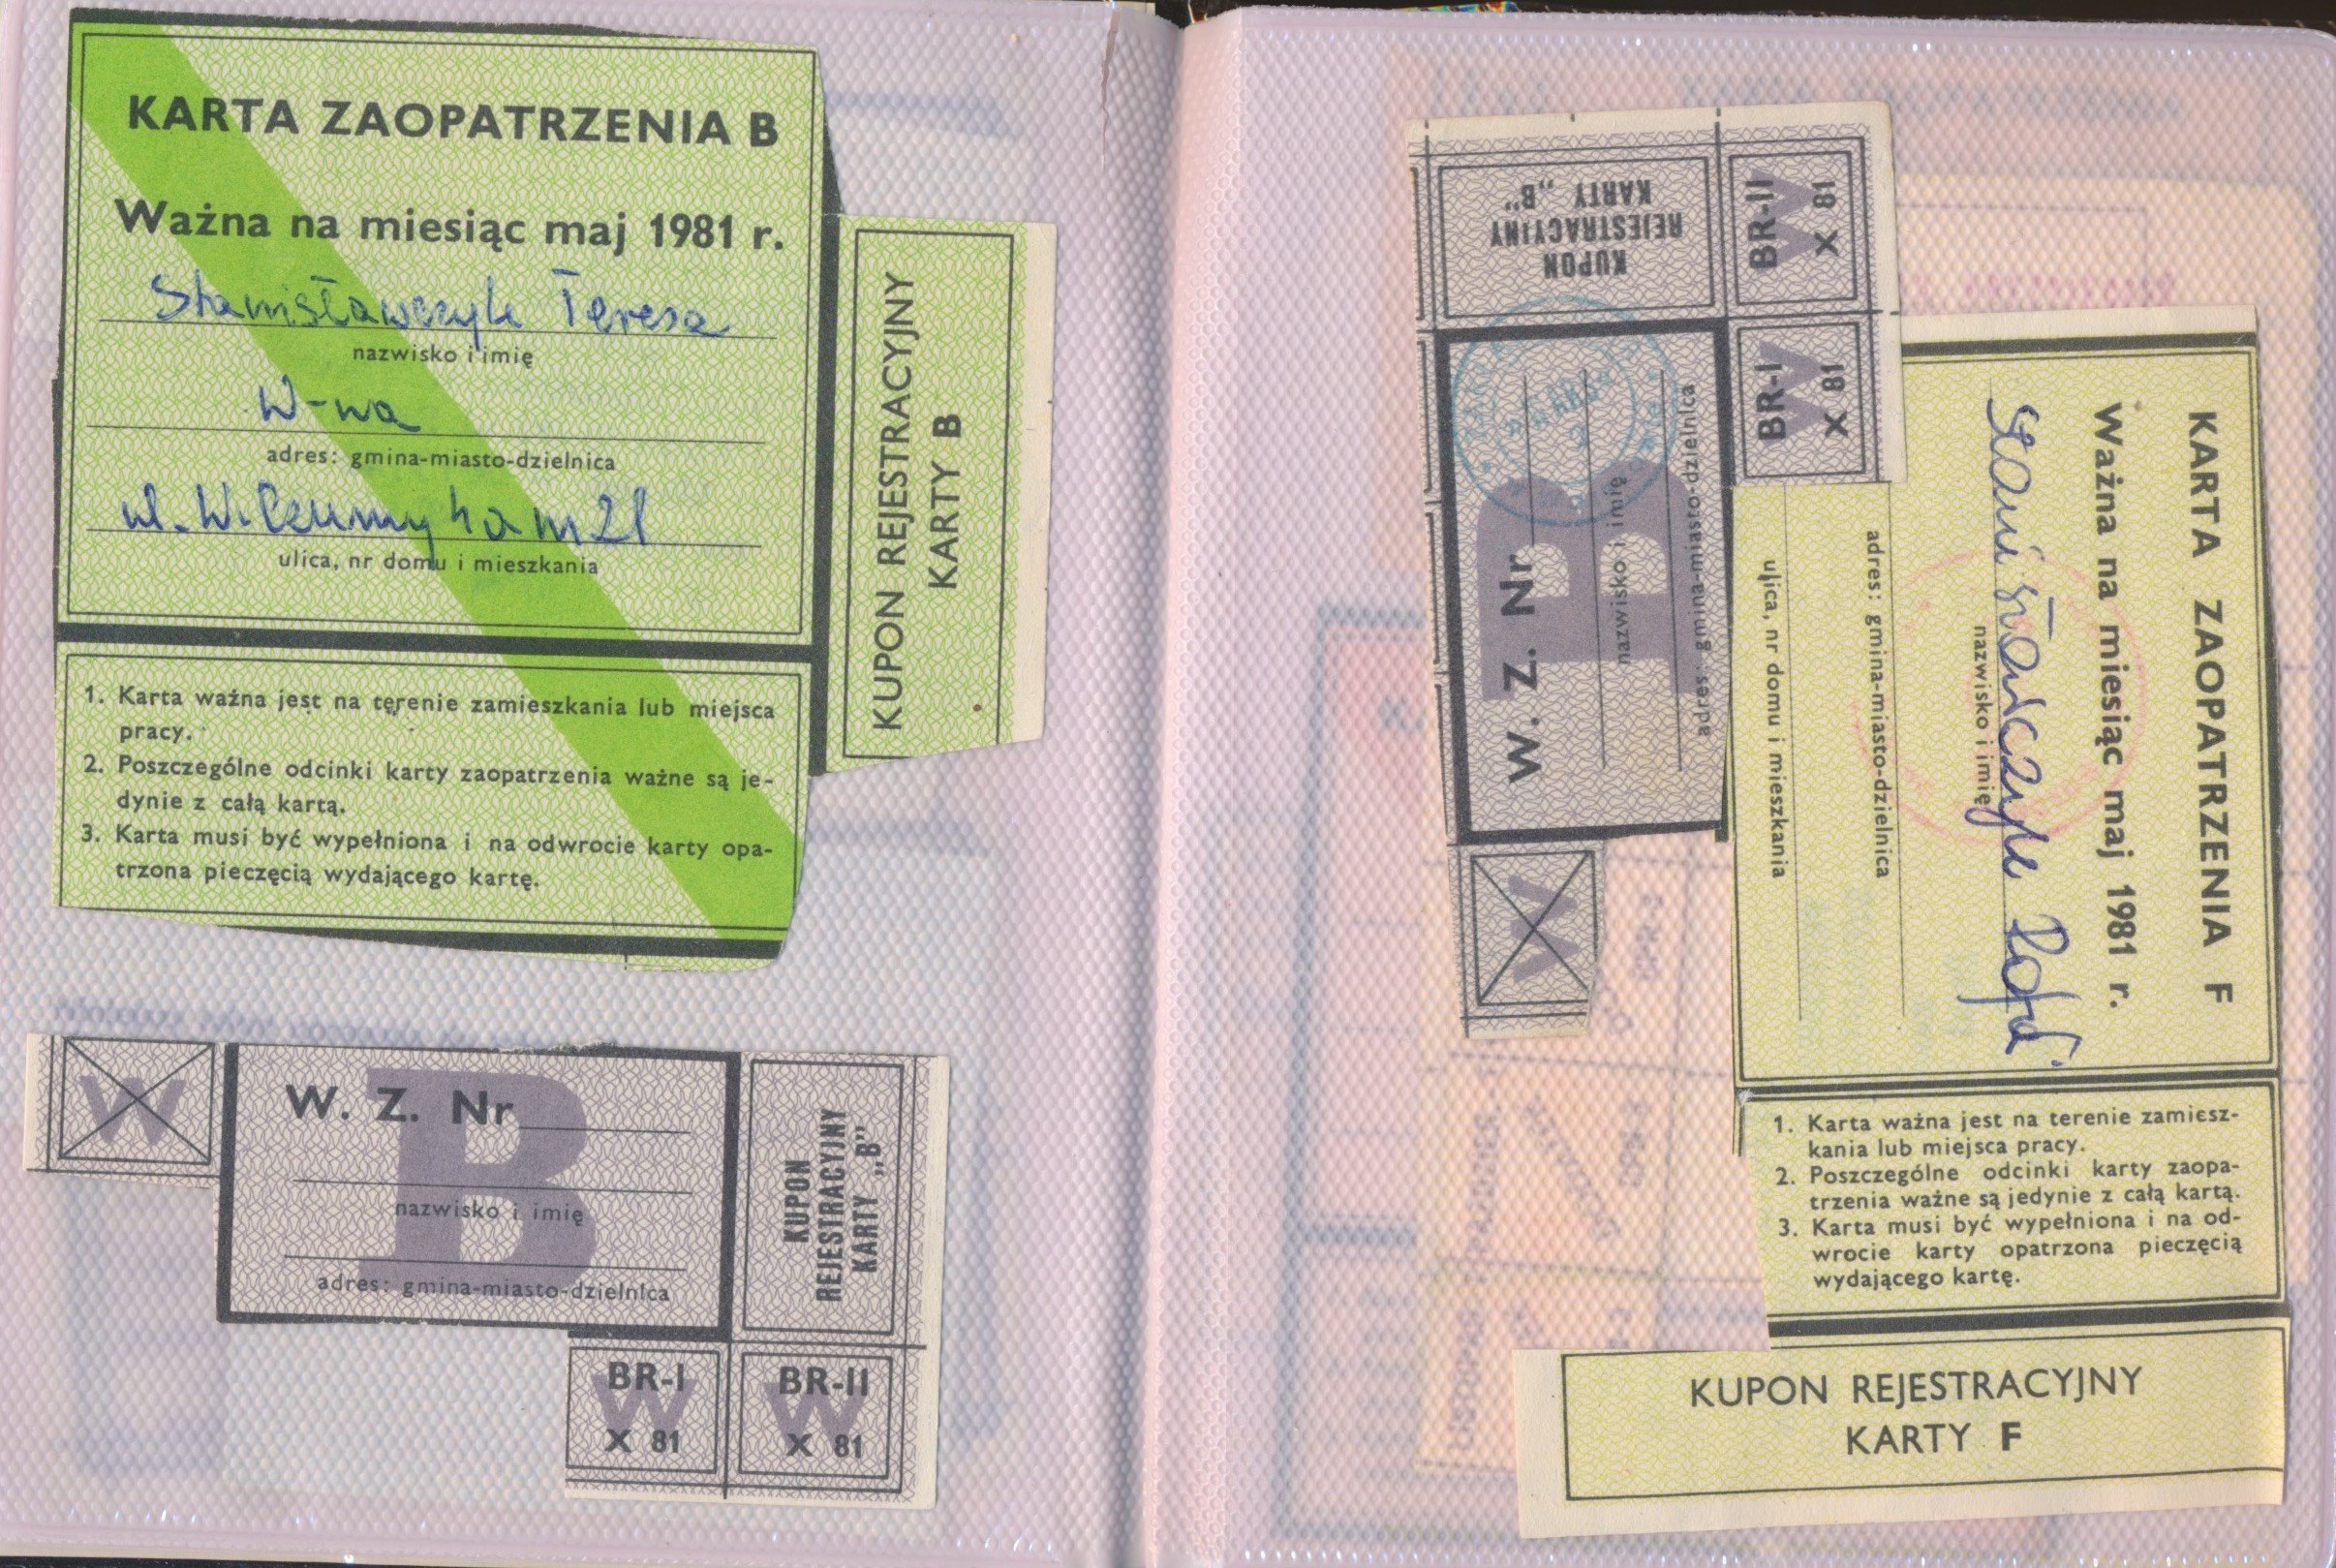 KARTA ZAOPATRZENIA B
Ważna na miesiąc maj 1981 r.
Stanisławczyk Teresa
nazwisko i imię
W-wa
adres: gmina-miasto-dzielnica
ul.
ulica, nr domu i mieszkania
1. Karta ważna jest na terenie zamieszkania lub miejsca
pracy.
2. Poszczególne odcinki karty zaopatrzenia ważne są je-
dynie z całą kartą.
3. Karta musi być wypełniona i na odwrocie karty opa-
trzona pieczęcią wydającego kartę.
KUPON REJESTRACYJNY
KARTY B
W
W. Z. Nr
B
nazwisko i imię
adres: gmina-miasto-dzielnica
KUPON
REJESTRACYJNY
KARTY „B”
BR-I
W
X 81
BR-II
W
X 81
KUPON
REJESTRACYJNY
KARTY „B”
BR-II
W
X 81
BR-I
W
X 81
W. Z. Nr
B
nazwisko i imię
adres: gmina-miasto-dzielnica
W
KARTA ZAOPATRZENIA F
Ważna na miesiąc maj 1981 r.
Stanisławczyk
nazwisko i imię
adres: gmina-miasto-dzielnica
ulica, nr domu i mieszkania
1. Karta ważna jest na terenie zamiesz-
kania lub miejsca pracy.
2. Poszczególne odcinki karty zaopa-
trzenia ważne są jedynie z całą kartą.
3. Karta musi być wypełniona i na od-
wrocie karty opatrzona pieczęcią
wydającego kartę.
KUPON REJESTRACYJNY
KARTY F